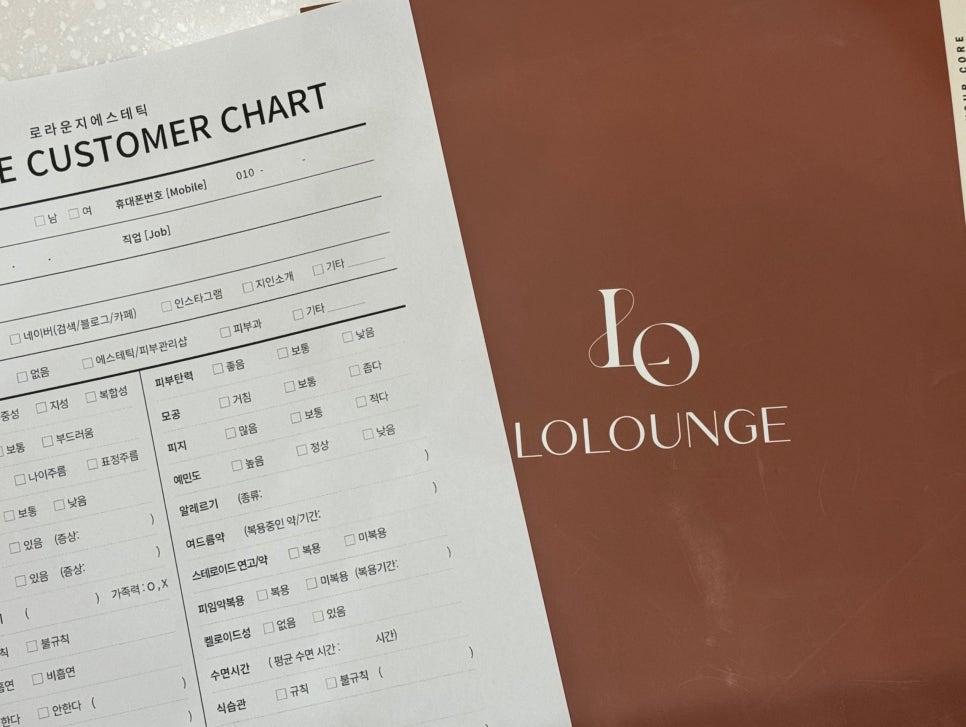 로라운지에스테틱
E CUSTOMER CHART
□ 남 □ 여 휴대폰번호 [Mobile] 010 - -
· · 직업 [Job]
□ 네이버(검색/블로그/카페) □ 인스타그램 □ 지인소개 □ 기타
□ 없음 □ 에스테틱/피부관리샵 □ 피부과 □ 기타
중성 □ 지성 □ 복합성
□ 보통 □ 부드러움
□ 나이주름 □ 표정주름
□ 보통 □ 낮음
□ 있음 (증상: )
□ 있음 (증상: )
( ) 가족력 : O , X
칙 □ 불규칙
흡연 □ 비흡연
한다 □ 안한다 ( )
)
피부탄력 □ 좋음 □ 보통 □ 낮음
모공 □ 거침 □ 보통 □ 좁다
피지 □ 많음 □ 보통 □ 적다
예민도 □ 높음 □ 정상 □ 낮음
알레르기 (종류: )
여드름약 (복용중인 약/기간: )
스테로이드 연고/약 □ 복용 □ 미복용
피임약복용 □ 복용 □ 미복용 (복용기간: )
켈로이드성 □ 없음 □ 있음
수면시간 ( 평균 수면 시간 : 시간)
식습관 □ 규칙 □ 불규칙 ( )
LO
LOLOUNGE
CORE